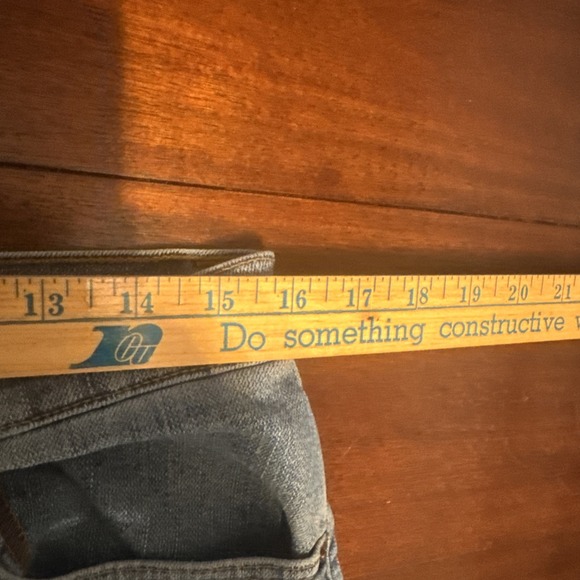 13 14 15 16 17 18 19 20 21
Do something constructive